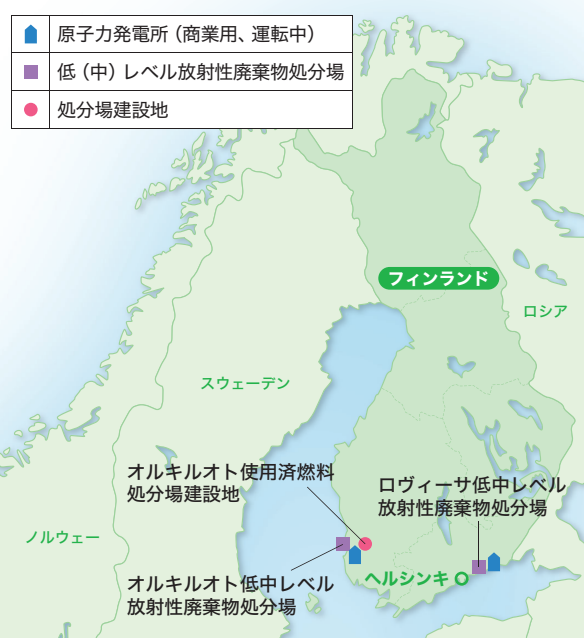 原子力発電所（商業用、運転中）
低（中）レベル放射性廃棄物処分場
処分場建設地
フィンランド
ロシア
スウェーデン
オルキルオト使用済燃料
処分場建設地
ロヴィーサ低中レベル
放射性廃棄物処分場
ノルウェー
ヘルシンキ
オルキルオト低中レベル
放射性廃棄物処分場